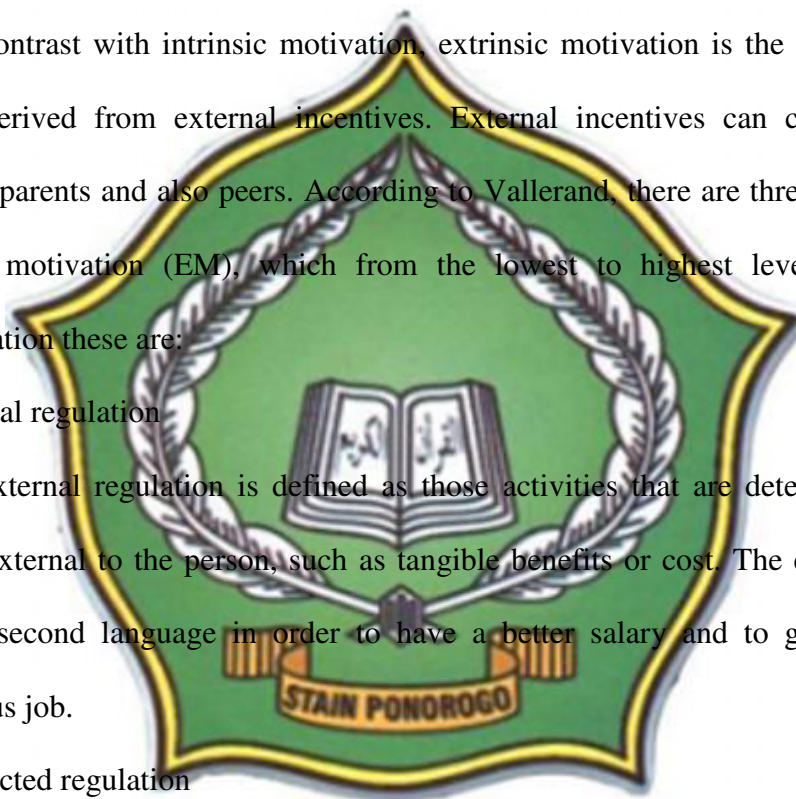 ontrast with intrinsic motivation, extrinsic motivation is the
erived from external incentives. External incentives can c
parents and also peers. According to Vallerand, there are thre
motivation (EM), which from the lowest to highest leve
ation these are:
al regulation
xternal regulation is defined as those activities that are dete
xternal to the person, such as tangible benefits or cost. The
second language in order to have a better salary and to g
us job.
STAIN PONOROGO
cted regulation